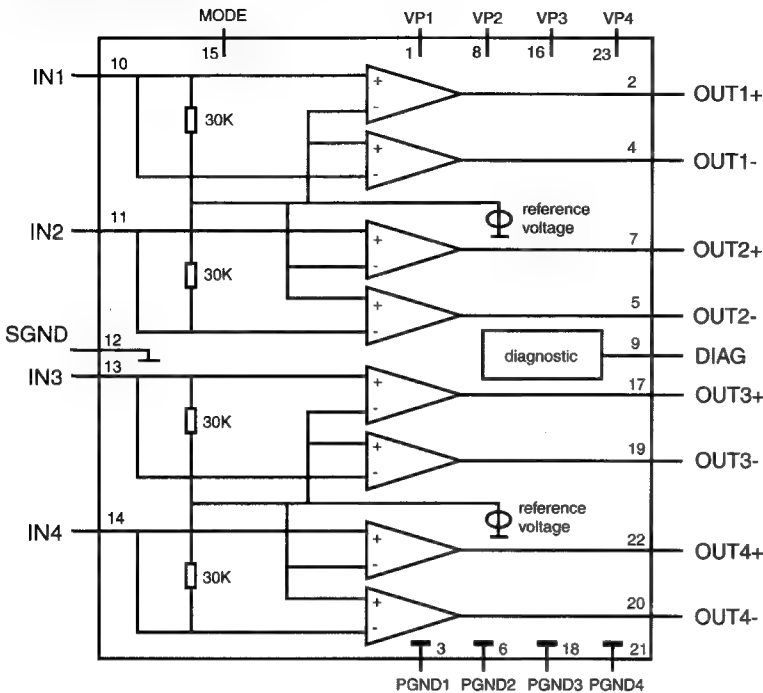 MODE VP1 VP2 VP3 VP4
15 1 8 16 23
IN1 10 + 2 OUT1+
30K -
+ 4 OUT1-
-
reference
voltage
IN2 11 + 7 OUT2+
30K -
+ 5 OUT2-
-
SGND 12
diagnostic 9 DIAG
IN3 13 + 17 OUT3+
30K -
+ 19 OUT3-
-
reference
voltage
IN4 14 + 22 OUT4+
30K -
+ 20 OUT4-
-
3 6 18 21
PGND1 PGND2 PGND3 PGND4